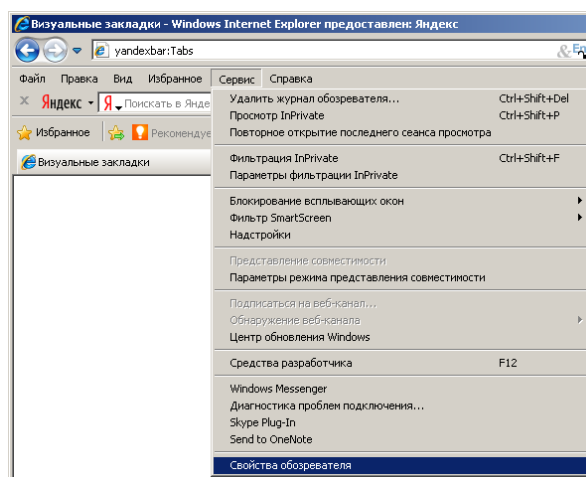 Визуальные закладки - Windows Internet Explorer предоставлен: Яндекс
yandexbar:Tabs
Файл Правка Вид Избранное Сервис Справка
Яндекс Я Поискать в Янде
Избранное Рекомендуе
Визуальные закладки
Удалить журнал обозревателя... Ctrl+Shift+Del
Просмотр InPrivate Ctrl+Shift+P
Повторное открытие последнего сеанса просмотра
Фильтрация InPrivate Ctrl+Shift+F
Параметры фильтрации InPrivate
Блокирование всплывающих окон
Фильтр SmartScreen
Надстройки
Представление совместимости
Параметры режима представления совместимости
Подписаться на веб-канал...
Обнаружение веб-канала
Центр обновления Windows
Средства разработчика F12
Windows Messenger
Диагностика проблем подключения...
Skype Plug-In
Send to OneNote
Свойства обозревателя